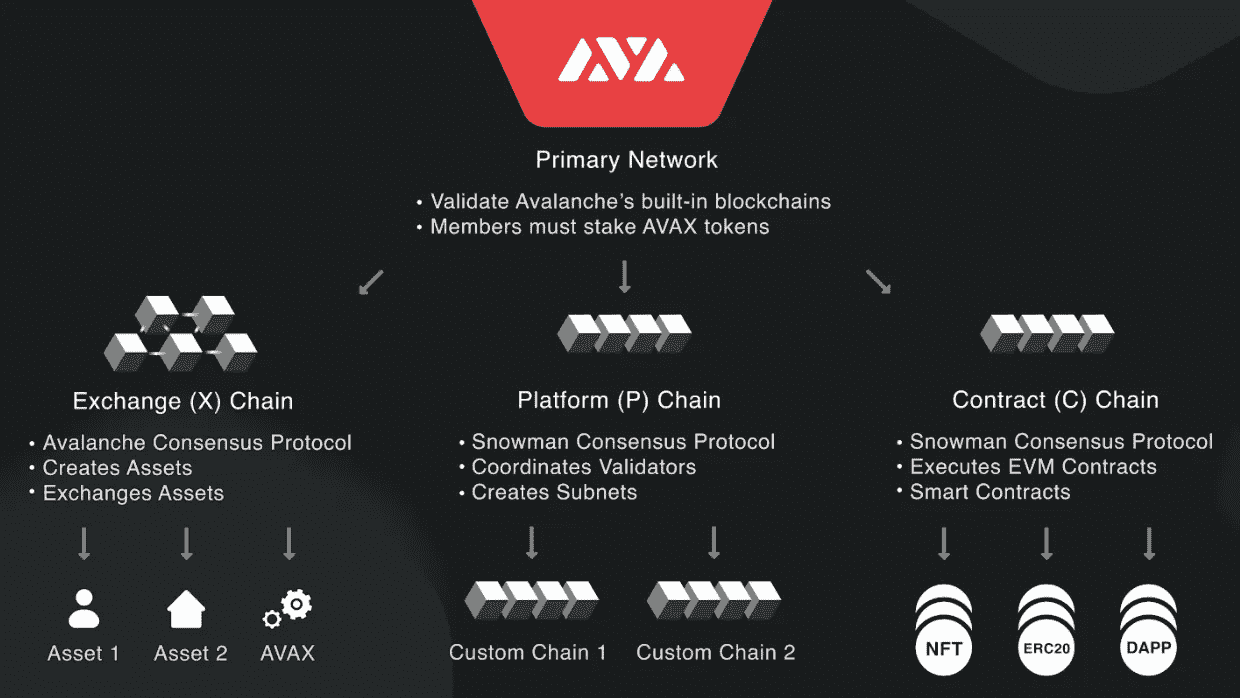 AVA
Primary Network
• Validate Avalanche's built-in blockchains
• Members must stake AVAX tokens
Exchange (X) Chain
• Avalanche Consensus Protocol
• Creates Assets
• Exchanges Assets
Asset 1
Asset 2
AVAX
Platform (P) Chain
• Snowman Consensus Protocol
• Coordinates Validators
• Creates Subnets
Custom Chain 1
Custom Chain 2
Contract (C) Chain
• Snowman Consensus Protocol
• Executes EVM Contracts
• Smart Contracts
NFT
ERC20
DAPP